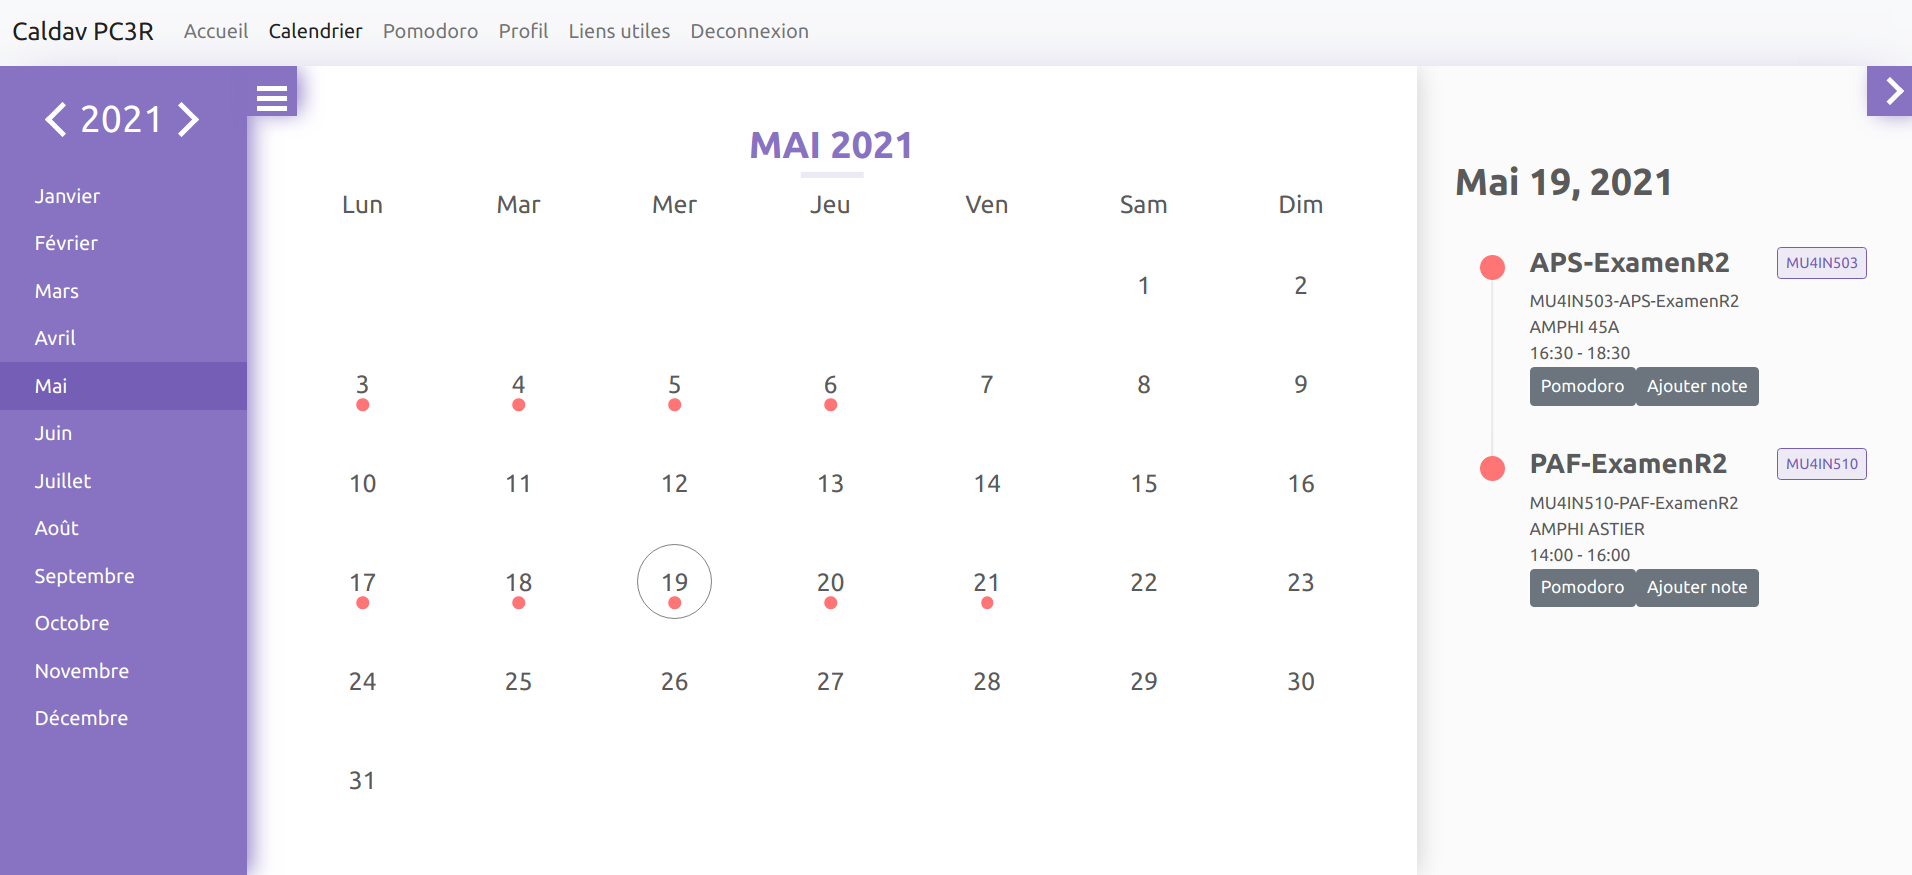 Caldav PC3R Accueil Calendrier Pomodoro Profil Liens utiles Deconnexion
2021
Janvier
Février
Mars
Avril
Mai
Juin
Juillet
Août
Septembre
Octobre
Novembre
Décembre
MAI 2021
Lun Mar Mer Jeu Ven Sam Dim
1 2
3 4 5 6 7 8 9
10 11 12 13 14 15 16
17 18 19 20 21 22 23
24 25 26 27 28 29 30
31
Mai 19, 2021
APS-ExamenR2 MU4IN503
MU4IN503-APS-ExamenR2
AMPHI 45A
16:30 - 18:30
Pomodoro Ajouter note
PAF-ExamenR2 MU4IN510
MU4IN510-PAF-ExamenR2
AMPHI ASTIER
14:00 - 16:00
Pomodoro Ajouter note